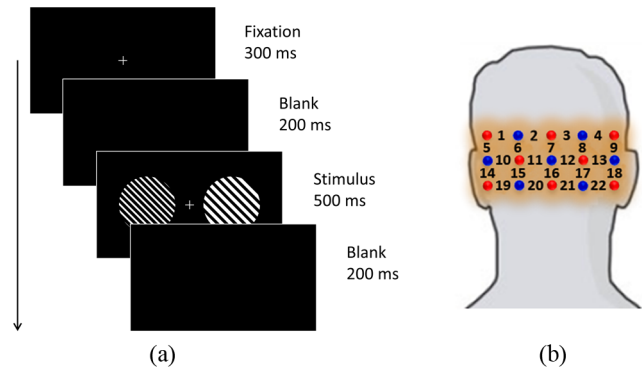 Fixation
300 ms
Blank
200 ms
Stimulus
500 ms
Blank
200 ms
(a)
1 2 3 4
5 6 7 8 9
10 11 12 13
14 15 16 17 18
19 20 21 22
(b)